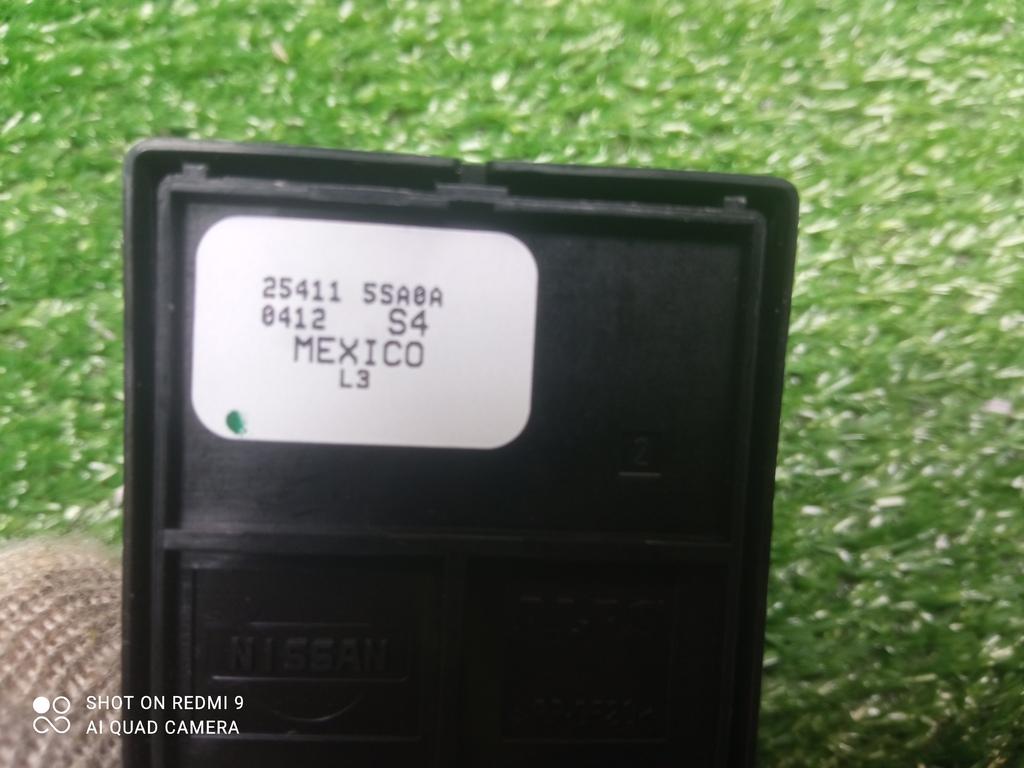 25411 5SA0A
0412 S4
MEXICO
L3
2
NISSAN
SHOT ON REDMI 9
AI QUAD CAMERA